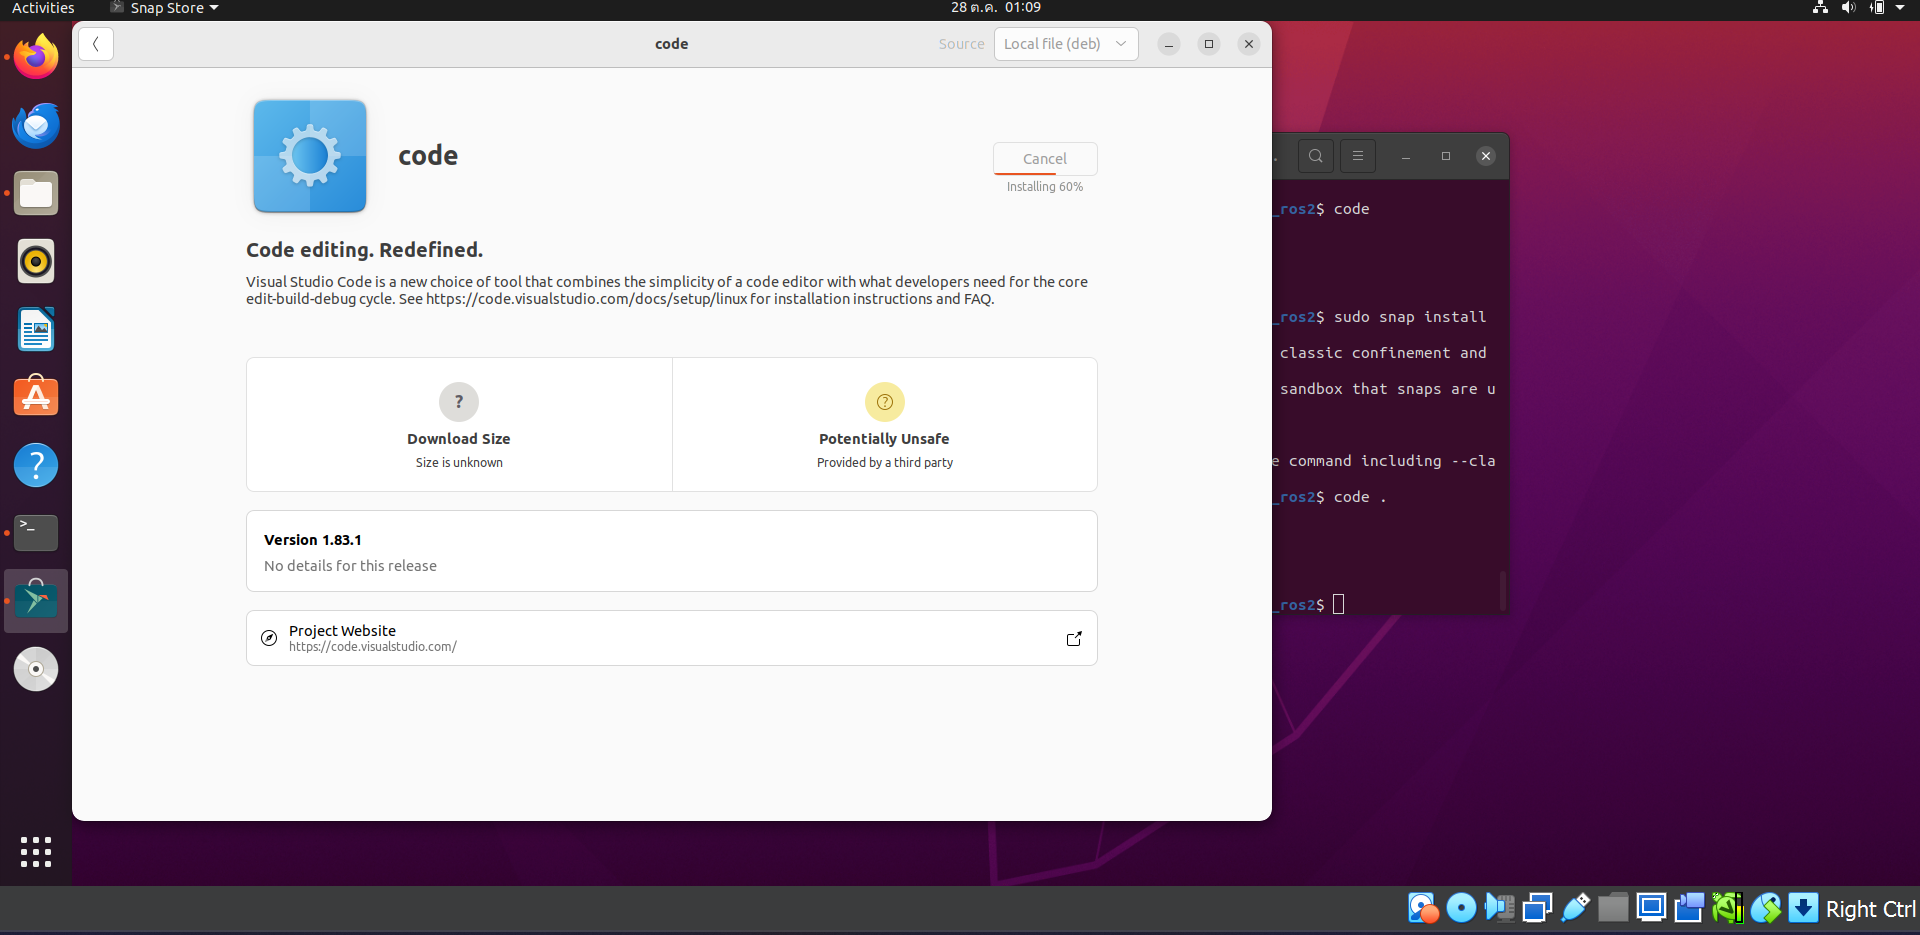 Activities
Snap Store
28 ต.ค. 01:09
code
Source
Local file (deb)
code
Cancel
Installing 60%
Code editing. Redefined.
Visual Studio Code is a new choice of tool that combines the simplicity of a code editor with what developers need for the core
edit-build-debug cycle. See https://code.visualstudio.com/docs/setup/linux for installation instructions and FAQ.
Download Size
Size is unknown
Potentially Unsafe
Provided by a third party
Version 1.83.1
No details for this release
Project Website
https://code.visualstudio.com/
_ros2$ code
_ros2$ sudo snap install
classic confinement and
sandbox that snaps are u
e command including --cla
_ros2$ code .
_ros2$
Right Ctrl